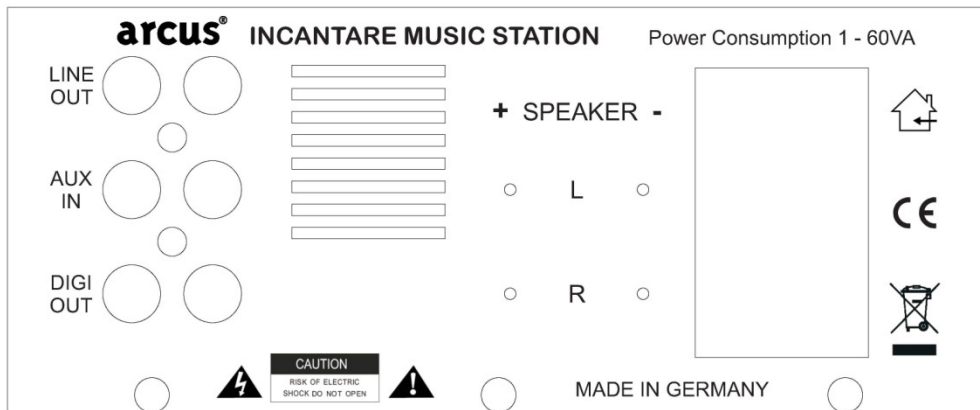 arcus® INCANTARE MUSIC STATION Power Consumption 1 - 60VA
LINE
OUT
+ SPEAKER -
AUX
IN
L
CE
DIGI
OUT
R
CAUTION
RISK OF ELECTRIC
SHOCK DO NOT OPEN
MADE IN GERMANY